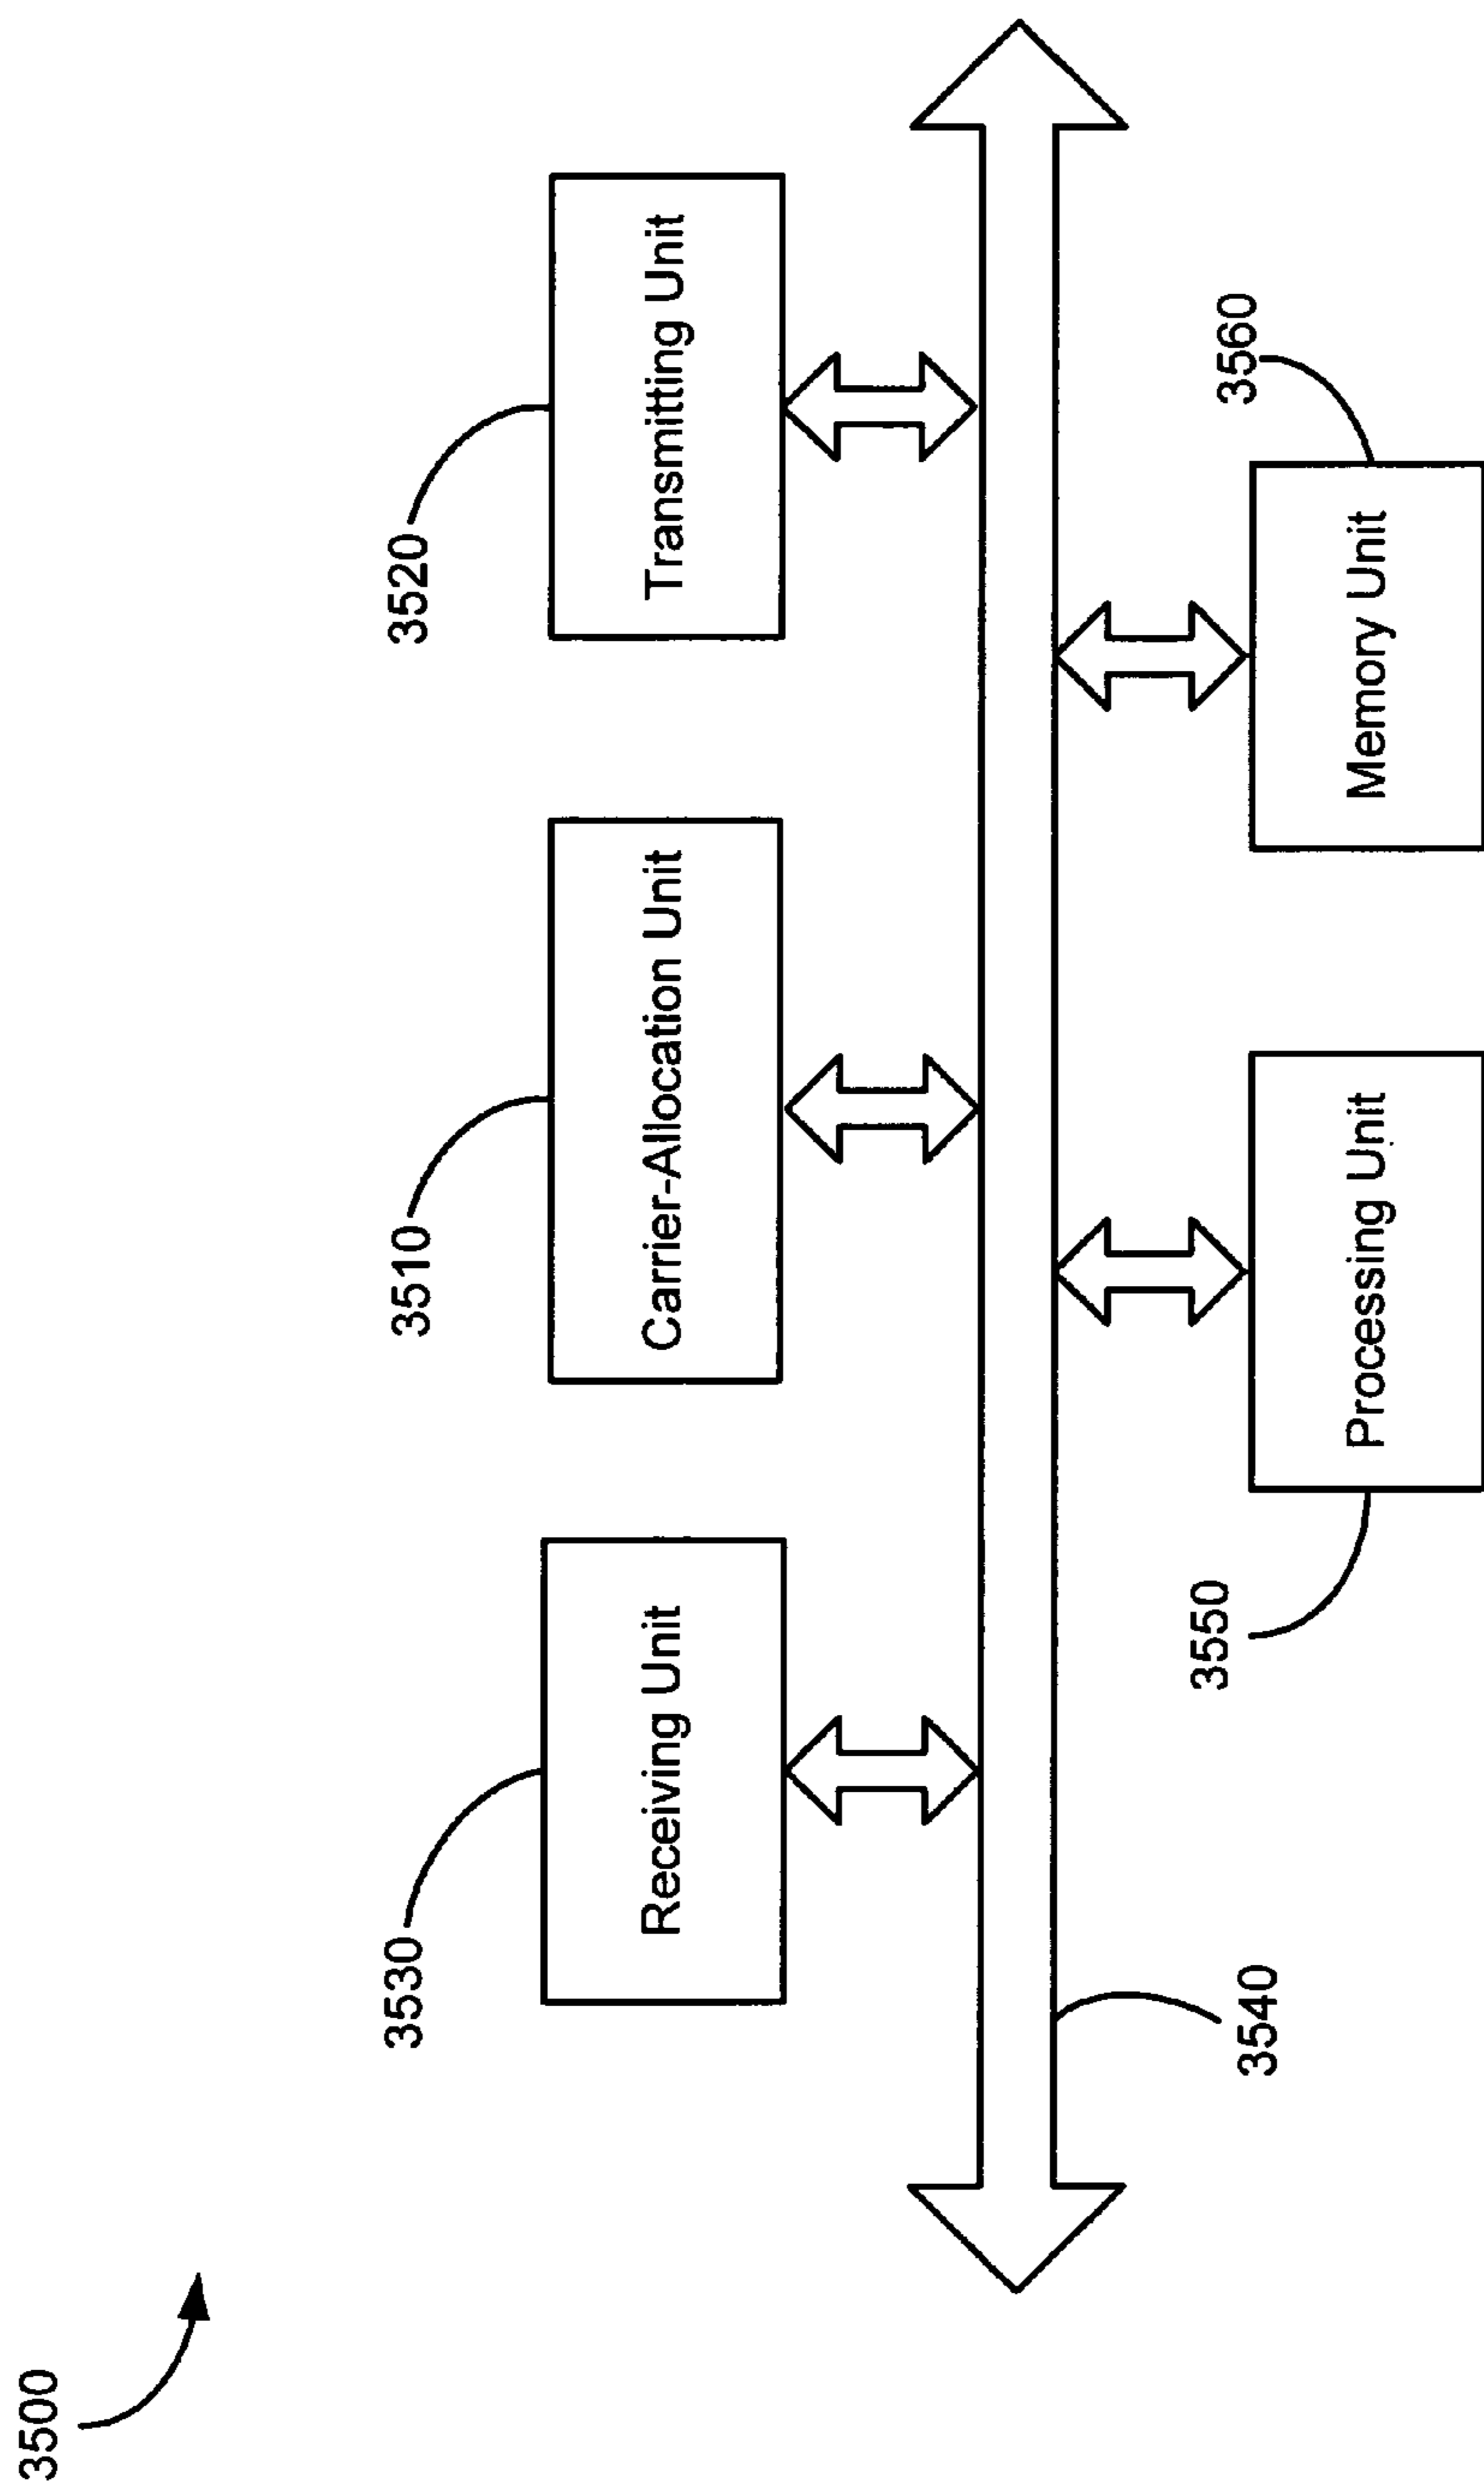 3500
3530
3510
3520
Receiving Unit
Carrier-Allocation Unit
Transmitting Unit
3540
3550
3560
Processing Unit
Memory Unit